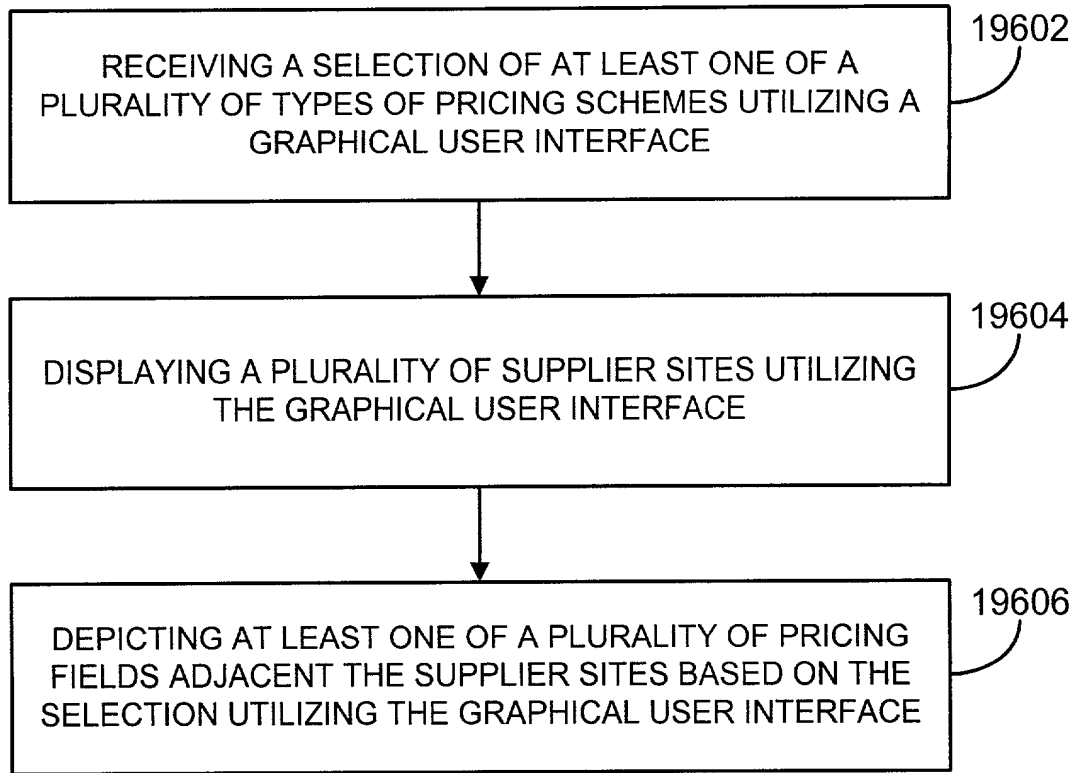 19602
RECEIVING A SELECTION OF AT LEAST ONE OF A
PLURALITY OF TYPES OF PRICING SCHEMES UTILIZING A
GRAPHICAL USER INTERFACE
19604
DISPLAYING A PLURALITY OF SUPPLIER SITES UTILIZING
THE GRAPHICAL USER INTERFACE
19606
DEPICTING AT LEAST ONE OF A PLURALITY OF PRICING
FIELDS ADJACENT THE SUPPLIER SITES BASED ON THE
SELECTION UTILIZING THE GRAPHICAL USER INTERFACE